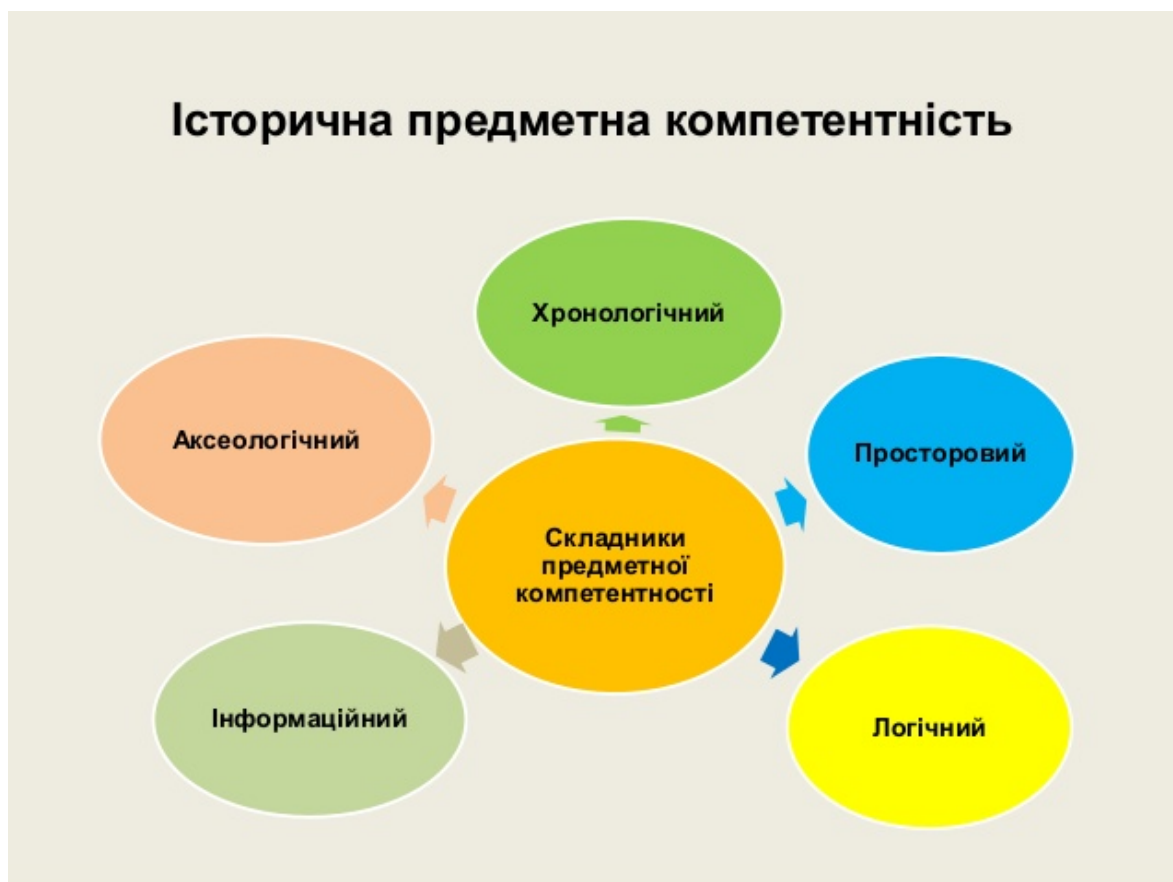 Історична предметна компетентність
Хронологічний
Аксеологічний
Просторовий
Складники
предметної
компетентності
Інформаційний
Логічний